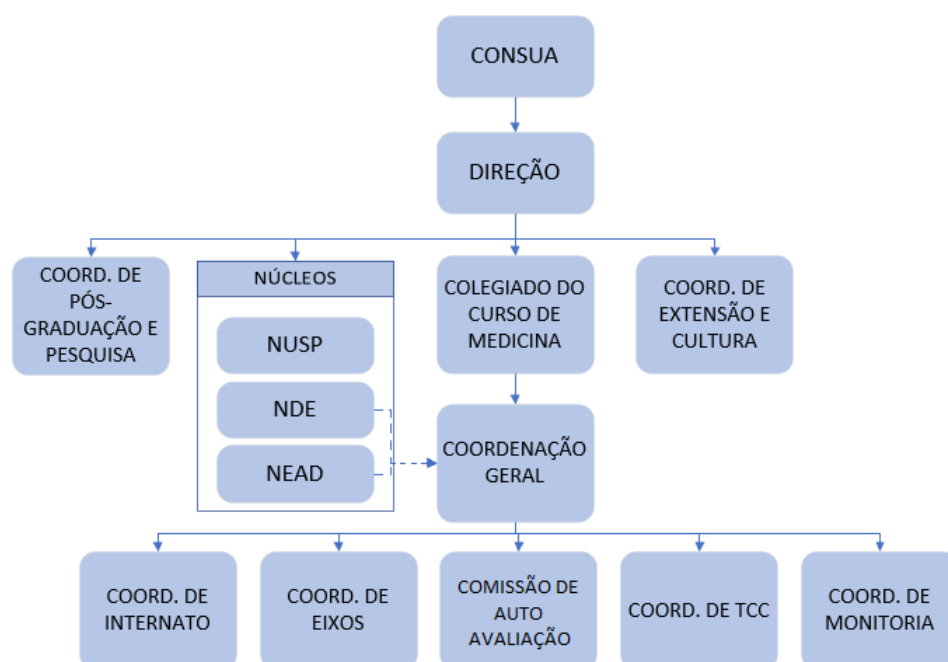 CONSUA
DIREÇÃO
COORD. DE
PÓS-
GRADUAÇÃO E
PESQUISA
NÚCLEOS
NUSP
NDE
NEAD
COLEGIADO DO
CURSO DE
MEDICINA
COORD. DE
EXTENSÃO E
CULTURA
COORDENAÇÃO
GERAL
COORD. DE
INTERNATO
COORD. DE
EIXOS
COMISSÃO DE
AUTO
AVALIAÇÃO
COORD. DE TCC
COORD. DE
MONITORIA